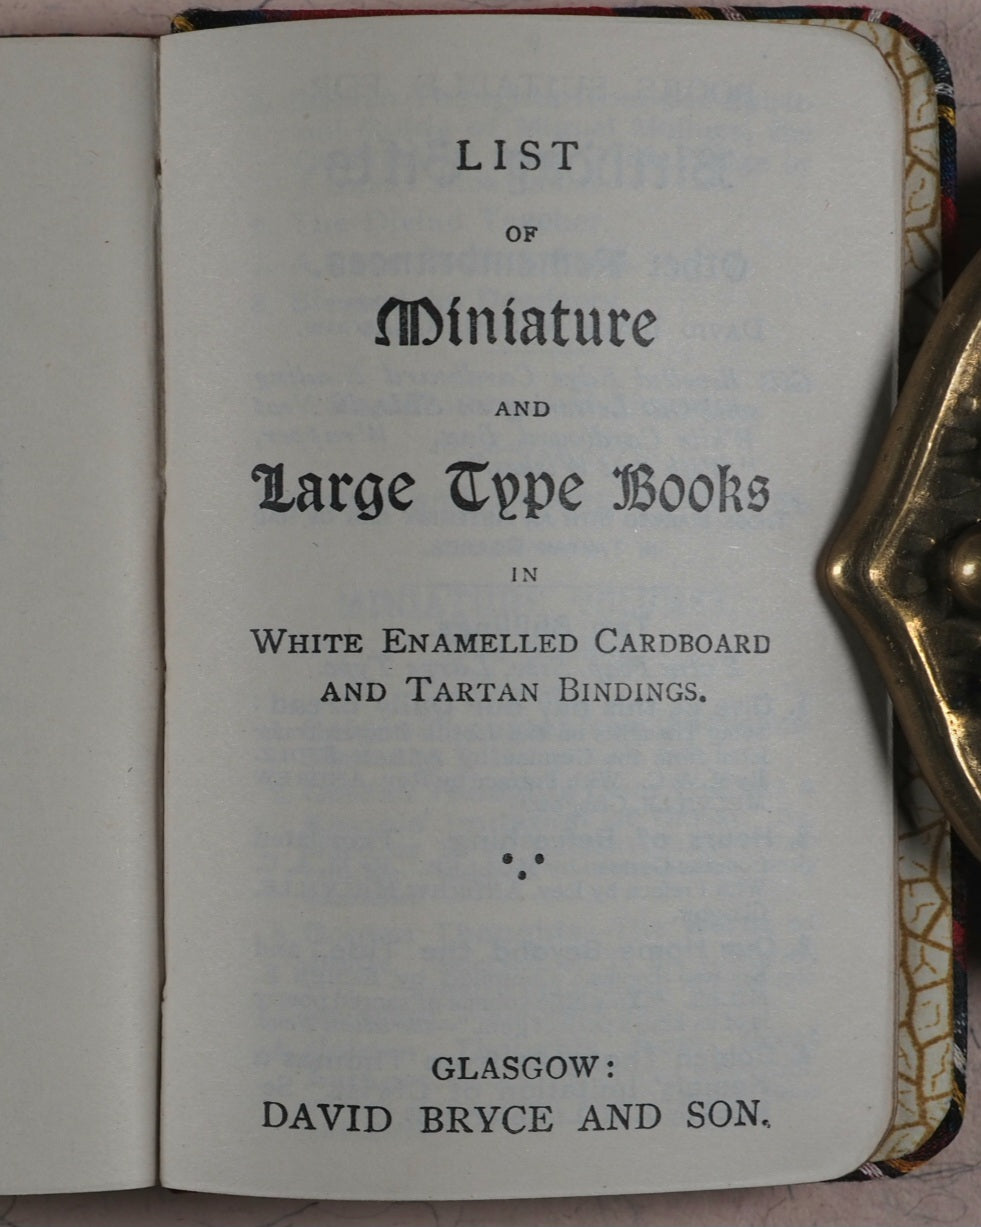 LIST
OF
Miniature
AND
Large Type Books
IN
WHITE ENAMELLED CARDBOARD
AND TARTAN BINDINGS.
GLASGOW:
DAVID BRYCE AND SON.